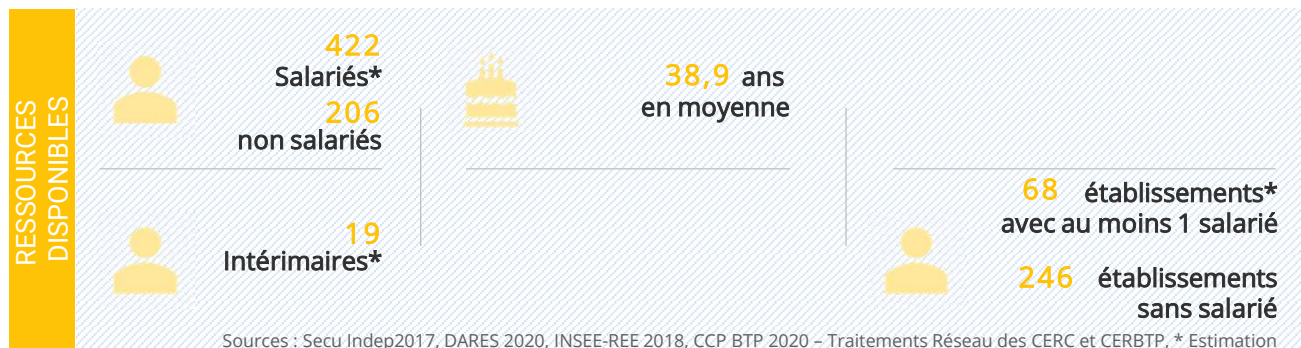 RESSOURCES
DISPONIBLES
422
Salariés*
206
non salariés
38,9 ans
en moyenne
19
Intérimaires*
68 établissements*
avec au moins 1 salarié
246 établissements
sans salarié
Sources : Secu Indep2017, DARES 2020, INSEE-REE 2018, CCP BTP 2020 – Traitements Réseau des CERC et CERBTP, * Estimation